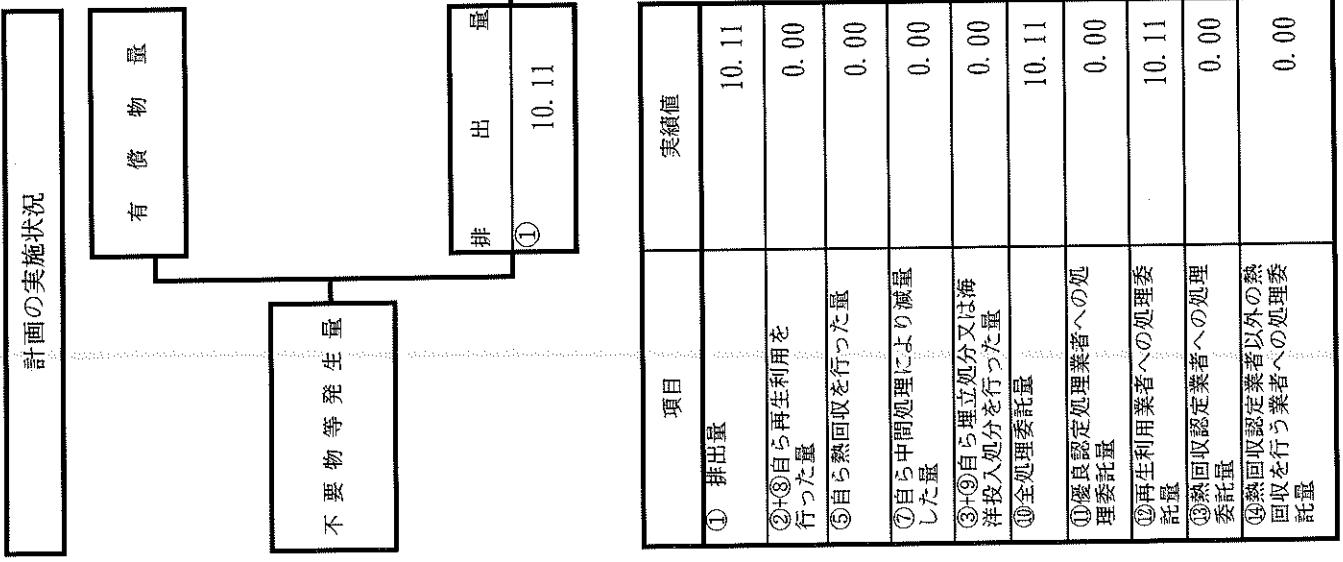 計画の実施状況
有償物量
不要物等発生量
排出量
①
10.11
項目
実績値
① 排出量
10.11
②+⑧自ら再生利用を
行った量
0.00
⑤自ら熱回収を行った量
0.00
⑦自ら中間処理により減量
した量
0.00
③+⑨自ら埋立処分又は海
洋投入処分を行った量
0.00
⑩全処理委託量
10.11
⑪優良認定処理業者への処
理委託量
0.00
⑫再生利用業者への処理委
託量
10.11
⑬熱回収認定業者への処理
委託量
0.00
⑭熱回収認定業者以外の熱
回収を行う業者への処理委
託量
0.00